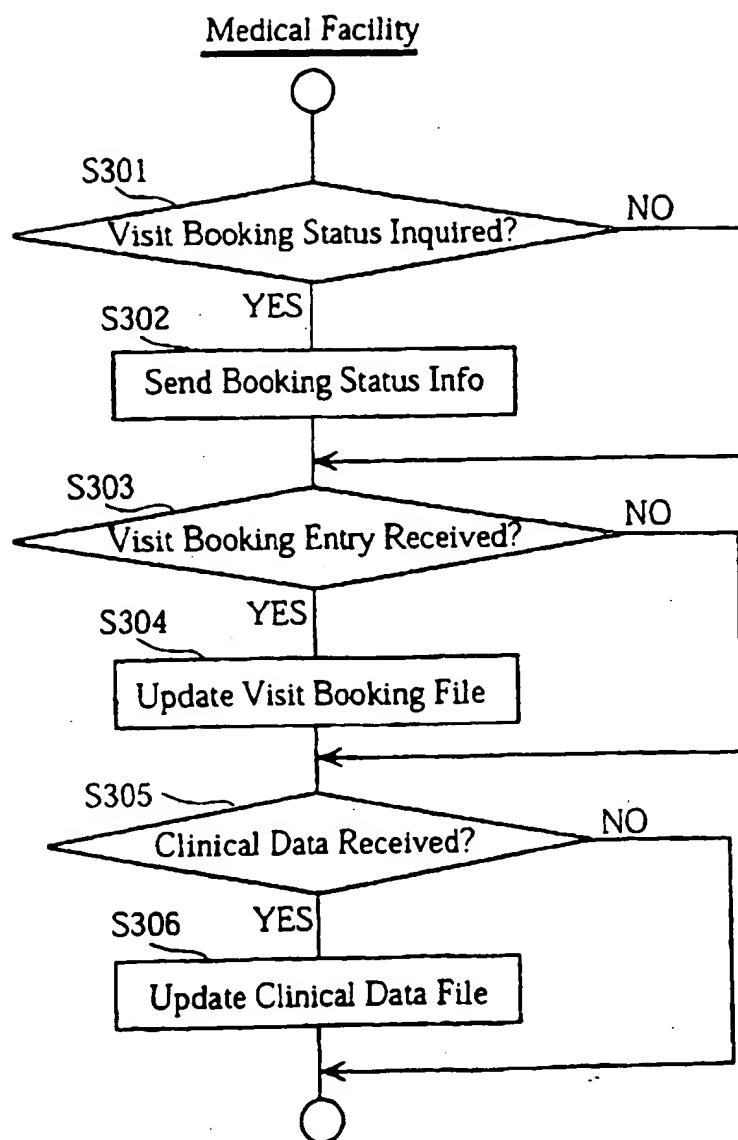 Medical Facility
S301
Visit Booking Status Inquired?
NO
YES
S302
Send Booking Status Info
S303
Visit Booking Entry Received?
NO
YES
S304
Update Visit Booking File
S305
Clinical Data Received?
NO
YES
S306
Update Clinical Data File